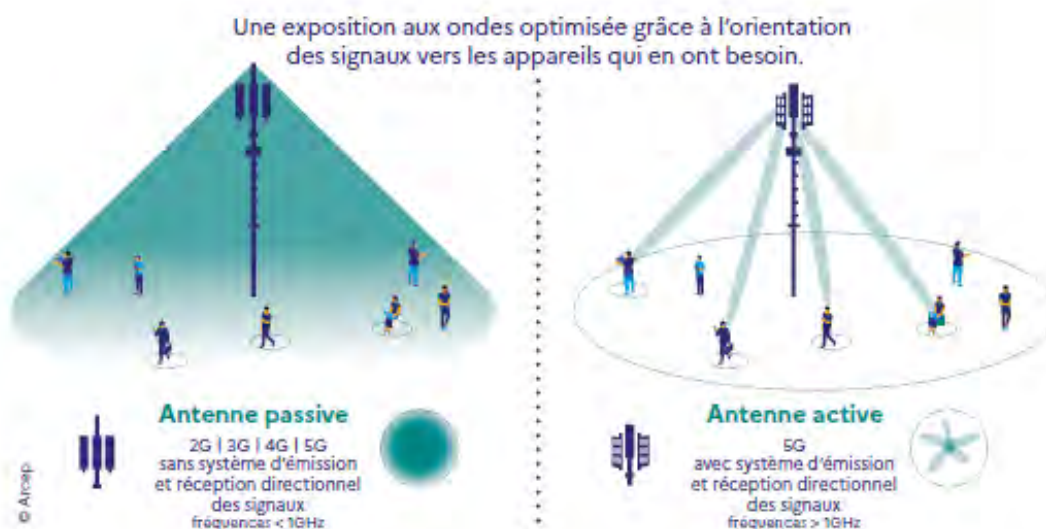 Une exposition aux ondes optimisée grâce à l'orientation
des signaux vers les appareils qui en ont besoin.
Antenne passive
2G | 3G | 4G | 5G
sans système d'émission
et réception directionnel
des signaux
fréquences < 1GHz
Antenne active
5G
avec système d'émission
et réception directionnel
des signaux
fréquences > 1GHz
© Arcep